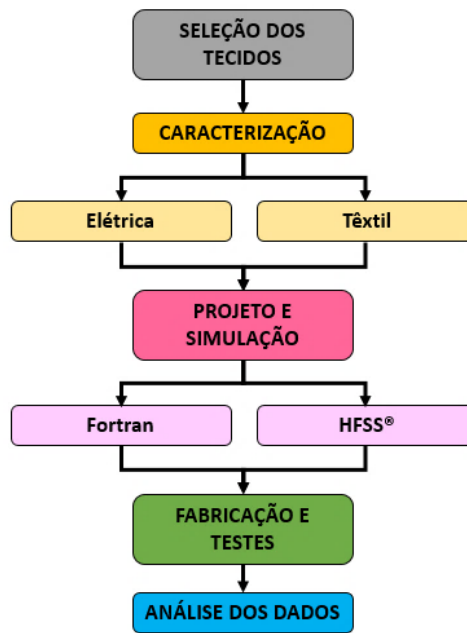 SELEÇÃO DOS
TECIDOS
CARACTERIZAÇÃO
Elétrica
Têxtil
PROJETO E
SIMULAÇÃO
Fortran
HFSS®
FABRICAÇÃO E
TESTES
ANÁLISE DOS DADOS